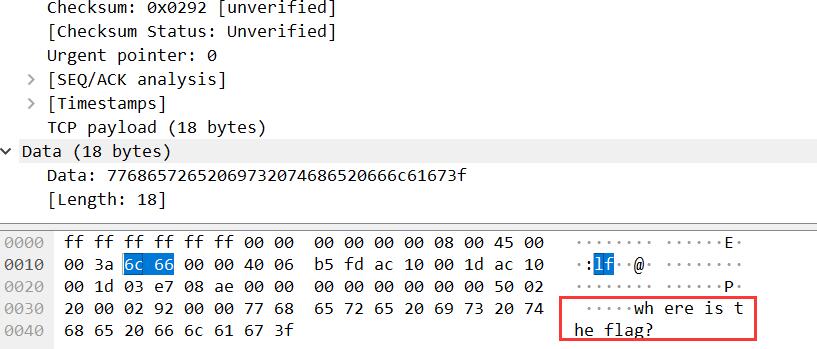 Checksum: 0x0292 [unverified]
[Checksum Status: Unverified]
Urgent pointer: 0
> [SEQ/ACK analysis]
> [Timestamps]
TCP payload (18 bytes)
Data (18 bytes)
Data: 77686572652069732074686520666c61673f
[Length: 18]
0000 ff ff ff ff ff ff 00 00 00 00 00 00 08 00 45 00 ········ ······E·
0010 00 3a 6c 66 00 00 40 06 b5 fd ac 10 00 1d ac 10 ·:lf··@· ········
0020 00 1d 03 e7 08 ae 00 00 00 00 00 00 00 00 50 02 ········ ······P·
0030 20 00 02 92 00 00 77 68 65 72 65 20 69 73 20 74 ·····wh ere is t
0040 68 65 20 66 6c 61 67 3f he flag?